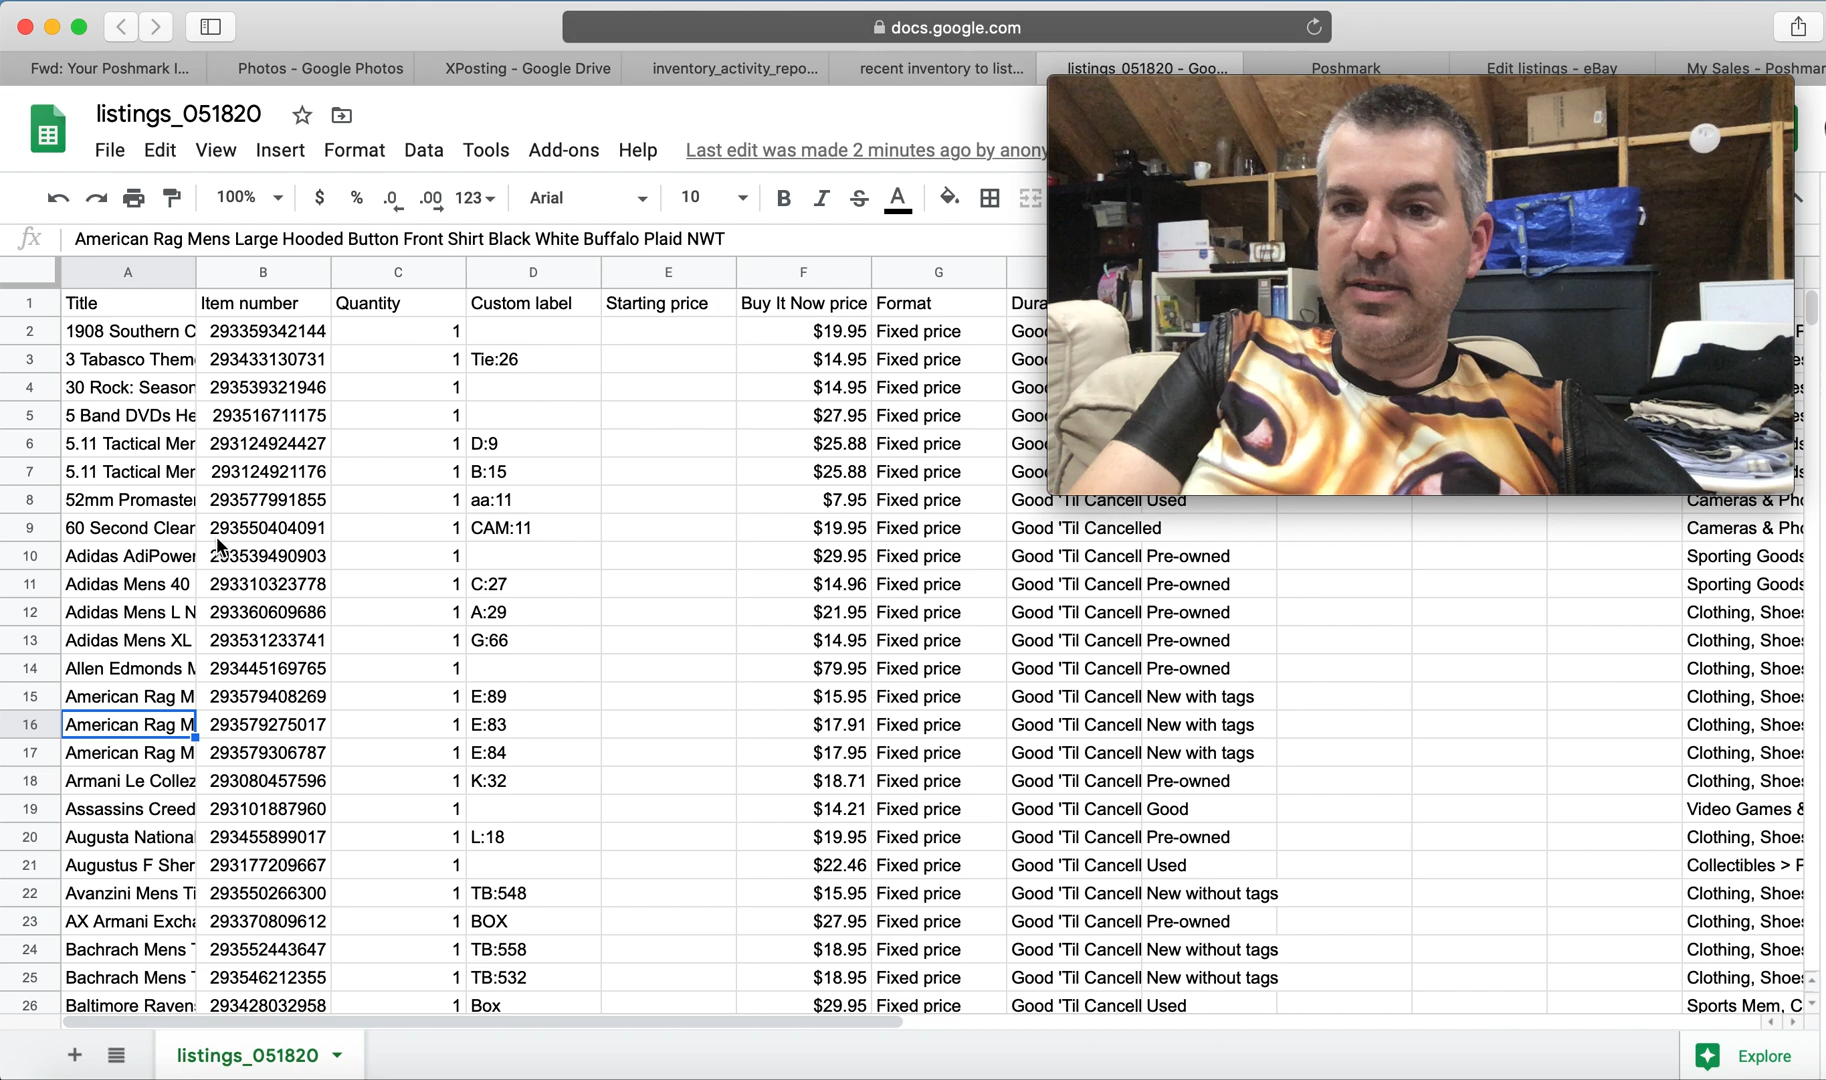 docs.google.com
Fwd: Your Poshmark I...
Photos - Google Photos
XPosting - Google Drive
inventory_activity_repo...
recent inventory to list...
listings_051820 - Goo...
Poshmark
Edit listings - eBay
My Sales - Poshmar
listings_051820
File Edit View Insert Format Data Tools Add-ons Help Last edit was made 2 minutes ago by anony
100% $ % .0 .00 123 Arial 10 B I S A
fx American Rag Mens Large Hooded Button Front Shirt Black White Buffalo Plaid NWT
A B C D E F G
1 Title Item number Quantity Custom label Starting price Buy It Now price Format Dura
2 1908 Southern C 293359342144 1 $19.95 Fixed price Good
3 3 Tabasco Them 293433130731 1 Tie:26 $14.95 Fixed price Good
4 30 Rock: Season 293539321946 1 $14.95 Fixed price Good
5 5 Band DVDs He 293516711175 1 $27.95 Fixed price Good
6 5.11 Tactical Mer 293124924427 1 D:9 $25.88 Fixed price Good
7 5.11 Tactical Mer 293124921176 1 B:15 $25.88 Fixed price Good
8 52mm Promaster 293577991855 1 aa:11 $7.95 Fixed price Good 'Til Cancell Used Cameras & Pho
9 60 Second Clear 293550404091 1 CAM:11 $19.95 Fixed price Good 'Til Cancelled Cameras & Pho
10 Adidas AdiPower 293539490903 1 $29.95 Fixed price Good 'Til Cancell Pre-owned Sporting Goods
11 Adidas Mens 40 293310323778 1 C:27 $14.96 Fixed price Good 'Til Cancell Pre-owned Sporting Goods
12 Adidas Mens L N 293360609686 1 A:29 $21.95 Fixed price Good 'Til Cancell Pre-owned Clothing, Shoes
13 Adidas Mens XL 293531233741 1 G:66 $14.95 Fixed price Good 'Til Cancell Pre-owned Clothing, Shoes
14 Allen Edmonds M 293445169765 1 $79.95 Fixed price Good 'Til Cancell Pre-owned Clothing, Shoes
15 American Rag M 293579408269 1 E:89 $15.95 Fixed price Good 'Til Cancell New with tags Clothing, Shoes
16 American Rag M 293579275017 1 E:83 $17.91 Fixed price Good 'Til Cancell New with tags Clothing, Shoes
17 American Rag M 293579306787 1 E:84 $17.95 Fixed price Good 'Til Cancell New with tags Clothing, Shoes
18 Armani Le Collez 293080457596 1 K:32 $18.71 Fixed price Good 'Til Cancell Pre-owned Clothing, Shoes
19 Assassins Creed 293101887960 1 $14.21 Fixed price Good 'Til Cancell Good Video Games &
20 Augusta National 293455899017 1 L:18 $19.95 Fixed price Good 'Til Cancell Pre-owned Clothing, Shoes
21 Augustus F Sher 293177209667 1 $22.46 Fixed price Good 'Til Cancell Used Collectibles > P
22 Avanzini Mens Ti 293550266300 1 TB:548 $15.95 Fixed price Good 'Til Cancell New without tags Clothing, Shoes
23 AX Armani Excha 293370809612 1 BOX $27.95 Fixed price Good 'Til Cancell Pre-owned Clothing, Shoes
24 Bachrach Mens T 293552443647 1 TB:558 $18.95 Fixed price Good 'Til Cancell New without tags Clothing, Shoes
25 Bachrach Mens T 293546212355 1 TB:532 $18.95 Fixed price Good 'Til Cancell New without tags Clothing, Shoes
26 Baltimore Ravens 293428032958 1 Box $29.95 Fixed price Good 'Til Cancell Used Sports Mem, C
listings_051820 Explore